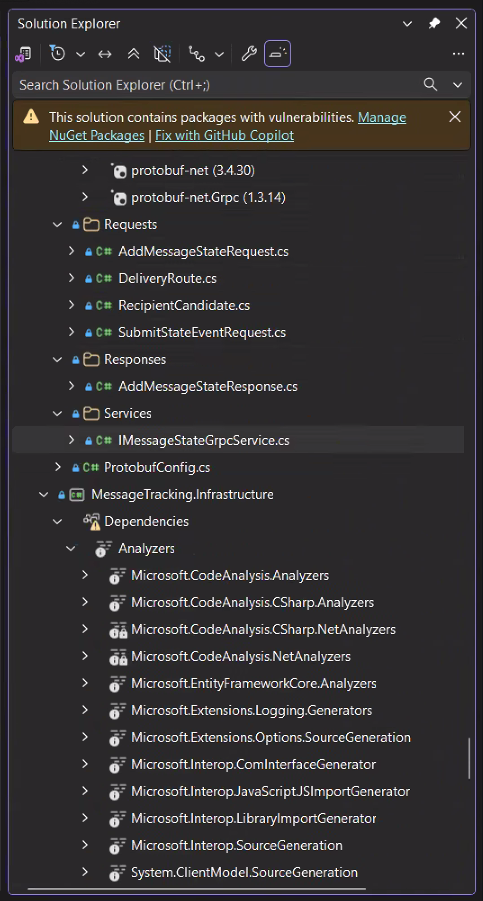 Solution Explorer
Search Solution Explorer (Ctrl+;)
This solution contains packages with vulnerabilities. Manage
NuGet Packages | Fix with GitHub Copilot
protobuf-net (3.4.30)
protobuf-net.Grpc (1.3.14)
Requests
C# AddMessageStateRequest.cs
C# DeliveryRoute.cs
C# RecipientCandidate.cs
C# SubmitStateEventRequest.cs
Responses
C# AddMessageStateResponse.cs
Services
C# IMessageStateGrpcService.cs
C# ProtobufConfig.cs
C# MessageTracking.Infrastructure
Dependencies
Analyzers
Microsoft.CodeAnalysis.Analyzers
Microsoft.CodeAnalysis.CSharp.Analyzers
Microsoft.CodeAnalysis.CSharp.NetAnalyzers
Microsoft.CodeAnalysis.NetAnalyzers
Microsoft.EntityFrameworkCore.Analyzers
Microsoft.Extensions.Logging.Generators
Microsoft.Extensions.Options.SourceGeneration
Microsoft.Interop.ComInterfaceGenerator
Microsoft.Interop.JavaScript.JSImportGenerator
Microsoft.Interop.LibraryImportGenerator
Microsoft.Interop.SourceGeneration
System.ClientModel.SourceGeneration